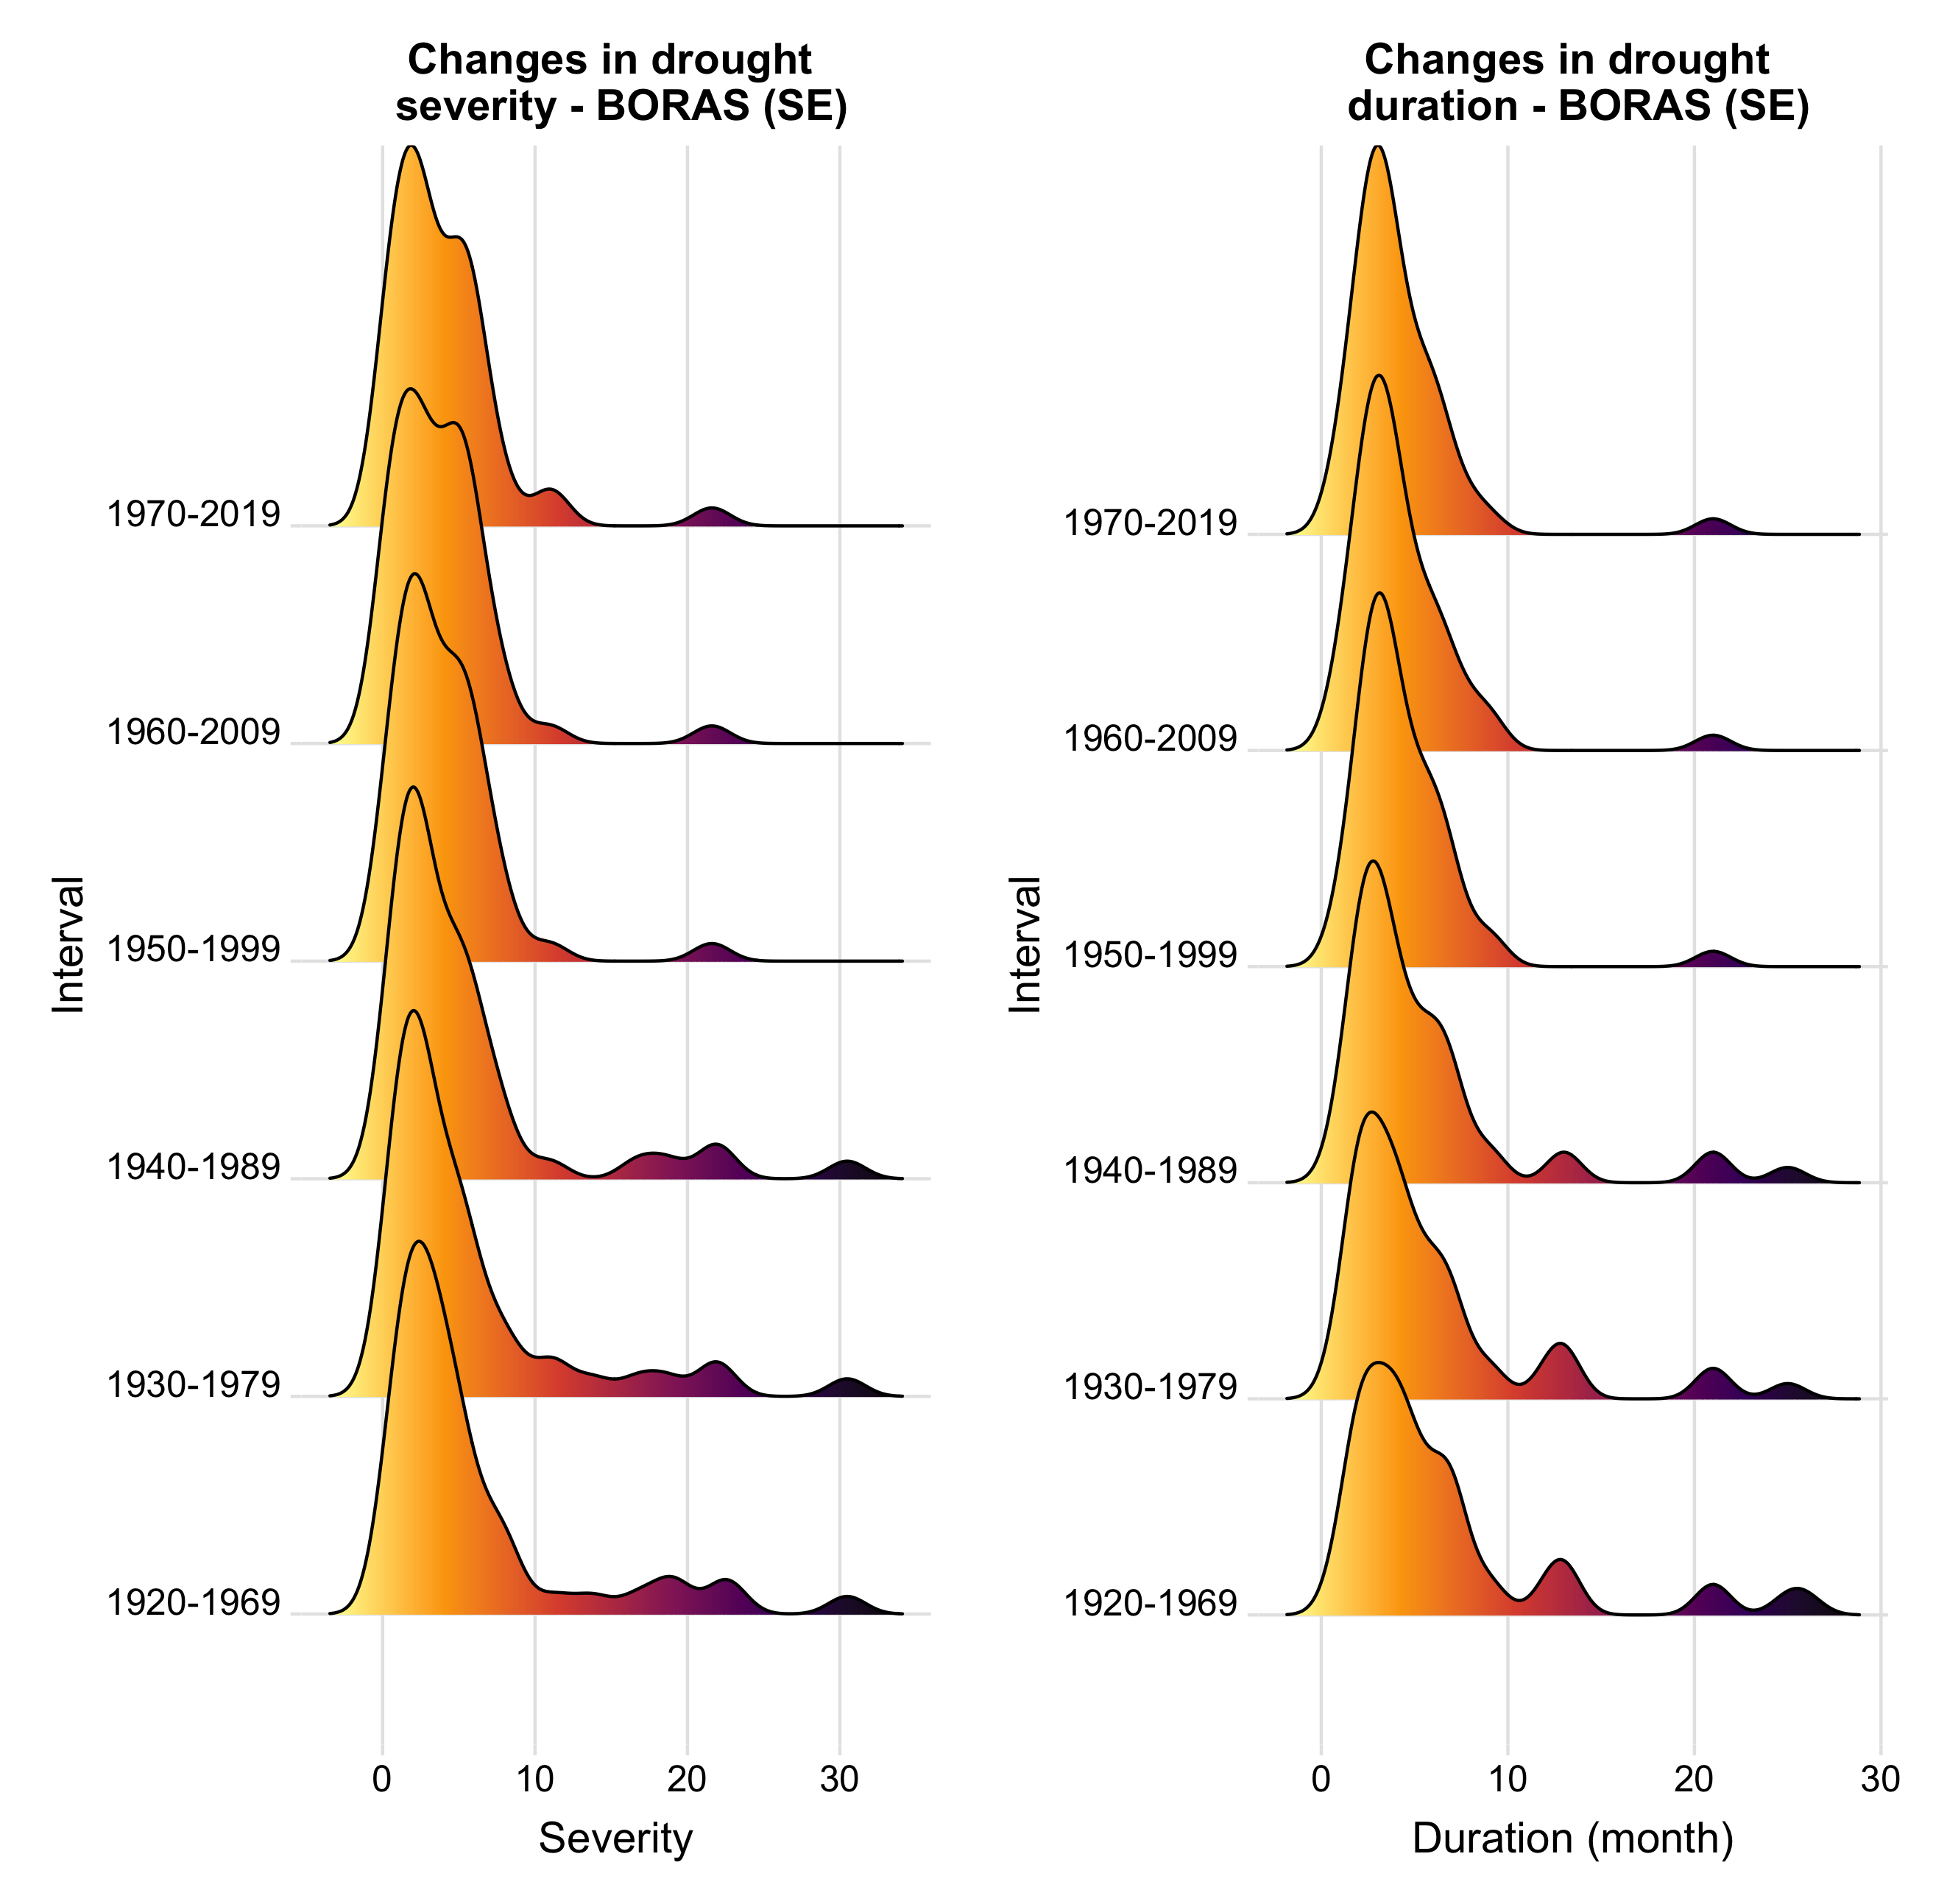 Changes in drought
severity - BORAS (SE)
Interval
1970-2019
1960-2009
1950-1999
1940-1989
1930-1979
1920-1969
0 10 20 30
Severity
Changes in drought
duration - BORAS (SE)
Interval
1970-2019
1960-2009
1950-1999
1940-1989
1930-1979
1920-1969
0 10 20 30
Duration (month)